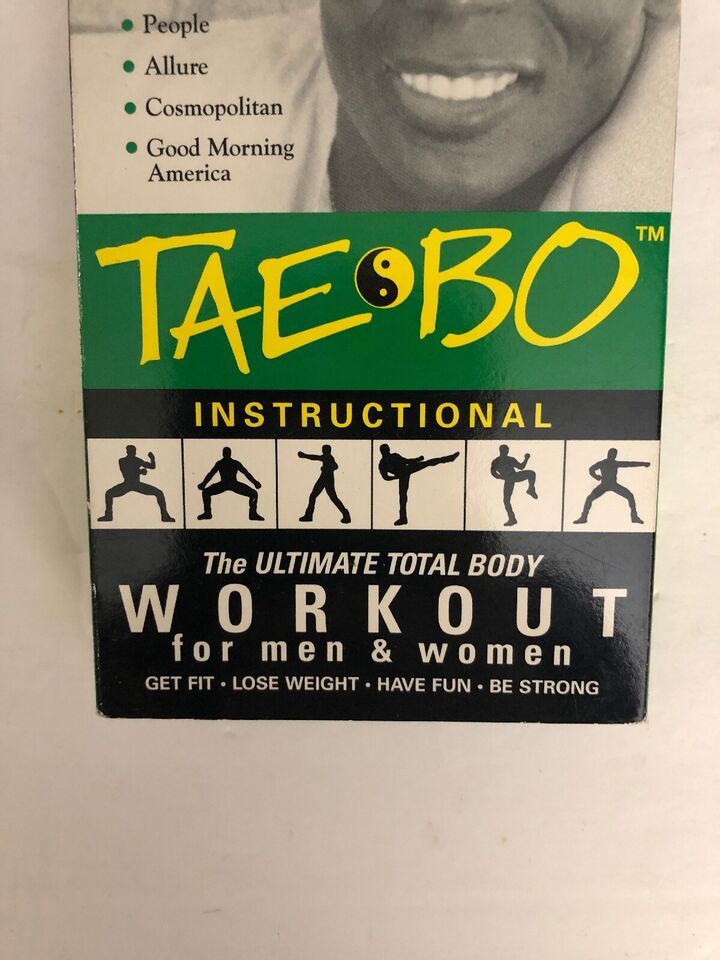 • People
• Allure
• Cosmopolitan
• Good Morning
America
TAE BO™
INSTRUCTIONAL
The ULTIMATE TOTAL BODY
WORKOUT
for men & women
GET FIT • LOSE WEIGHT • HAVE FUN • BE STRONG